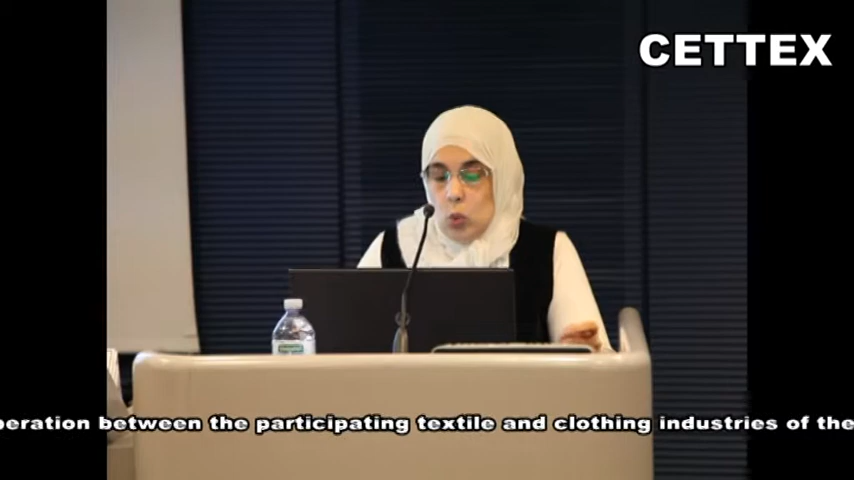 CETTEX
peration between the participating textile and clothing industries of the